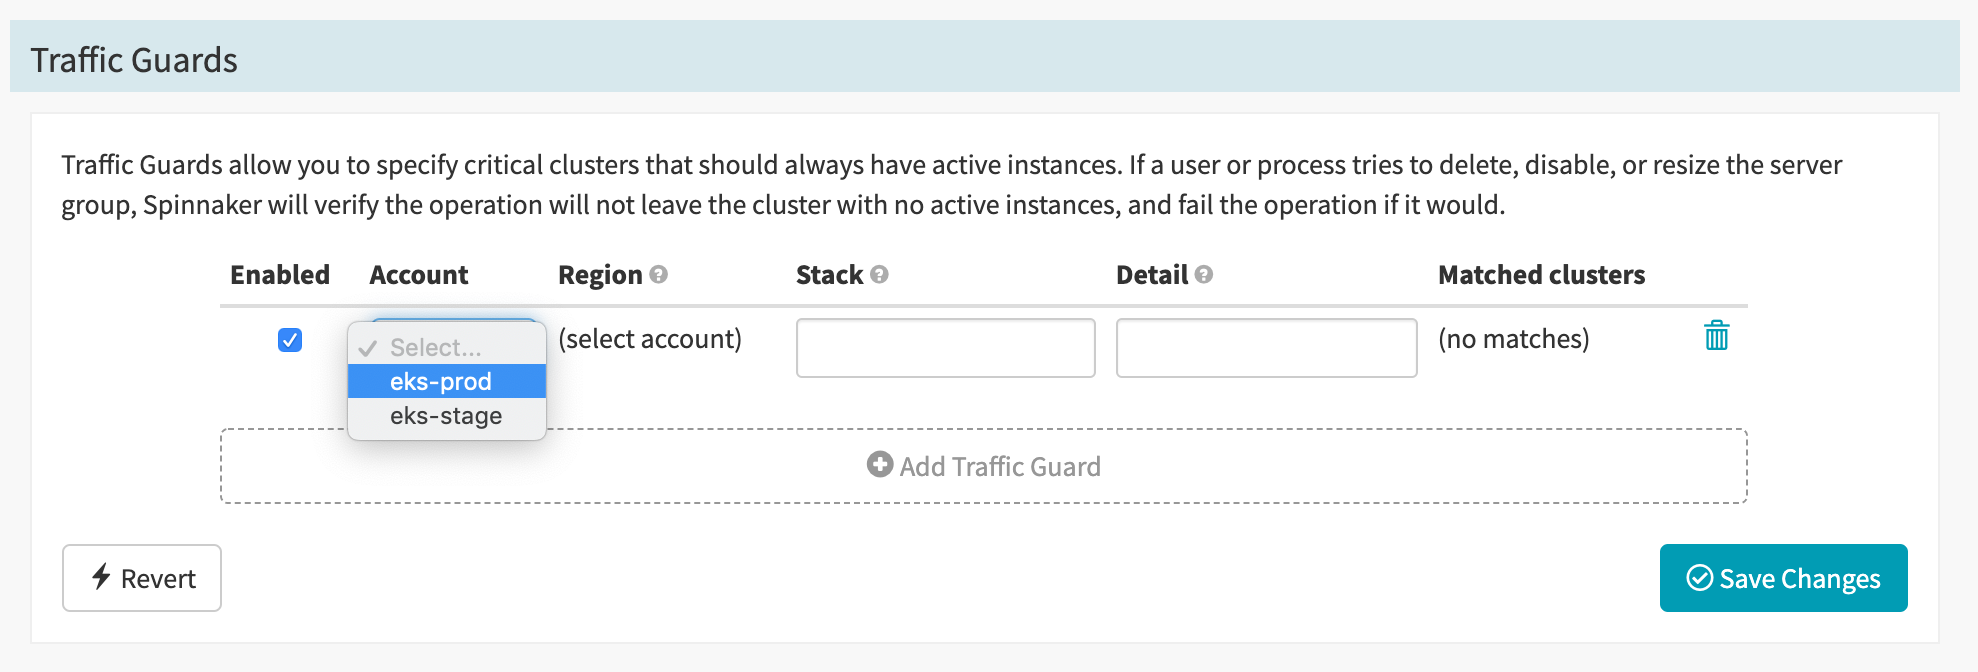 Traffic Guards
Traffic Guards allow you to specify critical clusters that should always have active instances. If a user or process tries to delete, disable, or resize the server
group, Spinnaker will verify the operation will not leave the cluster with no active instances, and fail the operation if it would.
Enabled Account Region Stack Detail Matched clusters
Select... (select account) (no matches)
eks-prod
eks-stage
Add Traffic Guard
Revert Save Changes